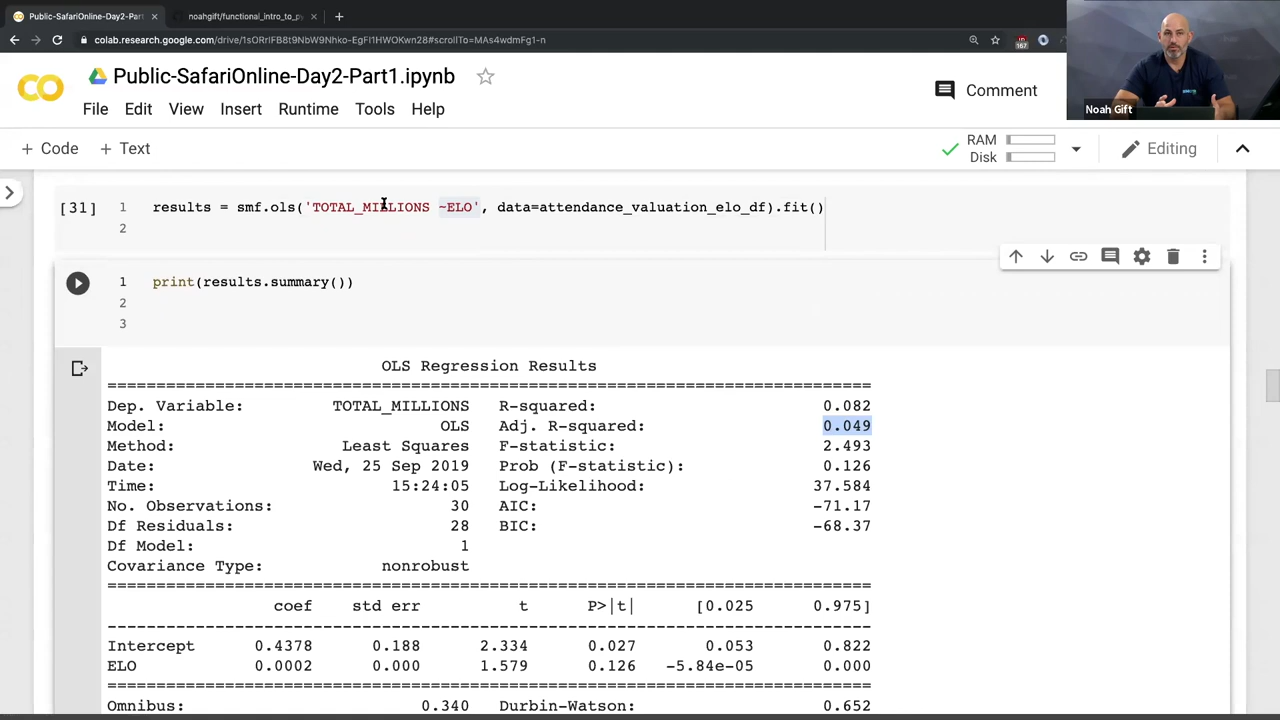 Public-SafariOnline-Day2-Part
noahgift/functional_intro_to_py
colab.research.google.com/drive/1sORrlFB8t9NbW9Nhko-EgFl1HWOKwn28#scrollTo=MAs4wdmFg1-n
167
Noah Gift
Public-SafariOnline-Day2-Part1.ipynb
File Edit View Insert Runtime Tools Help
Comment
+ Code + Text
RAM
Disk
Editing
[31] 1 results = smf.ols('TOTAL_MILLIONS ~ELO', data=attendance_valuation_elo_df).fit()
2
1 print(results.summary())
2
3
OLS Regression Results
==============================================================================
Dep. Variable: TOTAL_MILLIONS R-squared: 0.082
Model: OLS Adj. R-squared: 0.049
Method: Least Squares F-statistic: 2.493
Date: Wed, 25 Sep 2019 Prob (F-statistic): 0.126
Time: 15:24:05 Log-Likelihood: 37.584
No. Observations: 30 AIC: -71.17
Df Residuals: 28 BIC: -68.37
Df Model: 1
Covariance Type: nonrobust
==============================================================================
coef std err t P>|t| [0.025 0.975]
------------------------------------------------------------------------------
Intercept 0.4378 0.188 2.334 0.027 0.053 0.822
ELO 0.0002 0.000 1.579 0.126 -5.84e-05 0.000
==============================================================================
Omnibus: 0.340 Durbin-Watson: 0.652